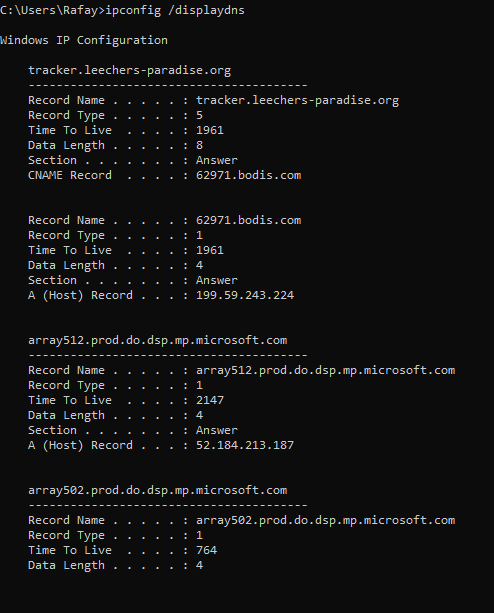 C:\Users\Rafay>ipconfig /displaydns
Windows IP Configuration
tracker.leechers-paradise.org
----------------------------------------
Record Name . . . . . : tracker.leechers-paradise.org
Record Type . . . . . : 5
Time To Live  . . . . : 1961
Data Length . . . . . : 8
Section . . . . . . . : Answer
CNAME Record  . . . . : 62971.bodis.com
Record Name . . . . . : 62971.bodis.com
Record Type . . . . . : 1
Time To Live  . . . . : 1961
Data Length . . . . . : 4
Section . . . . . . . : Answer
A (Host) Record . . . : 199.59.243.224
array512.prod.do.dsp.mp.microsoft.com
----------------------------------------
Record Name . . . . . : array512.prod.do.dsp.mp.microsoft.com
Record Type . . . . . : 1
Time To Live  . . . . : 2147
Data Length . . . . . : 4
Section . . . . . . . : Answer
A (Host) Record . . . : 52.184.213.187
array502.prod.do.dsp.mp.microsoft.com
----------------------------------------
Record Name . . . . . : array502.prod.do.dsp.mp.microsoft.com
Record Type . . . . . : 1
Time To Live  . . . . : 764
Data Length . . . . . : 4